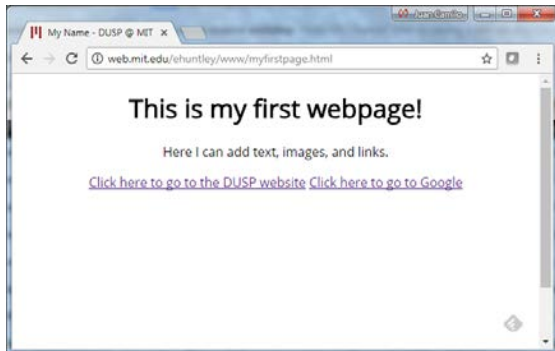 My Name - DUSP @ MIT
web.mit.edu/ehuntley/www/myfirstpage.html
This is my first webpage!
Here I can add text, images, and links.
Click here to go to the DUSP website Click here to go to Google